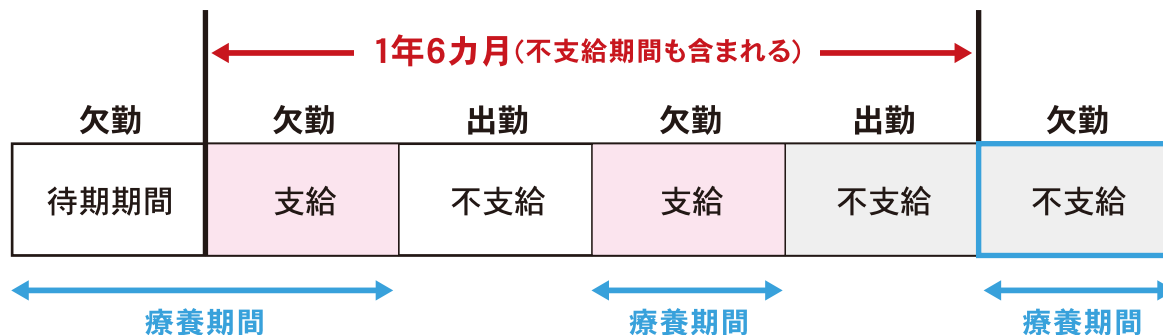 1年6カ月(不支給期間も含まれる)
欠勤 欠勤 出勤 欠勤 出勤 欠勤
待期期間 支給 不支給 支給 不支給 不支給
療養期間 療養期間 療養期間